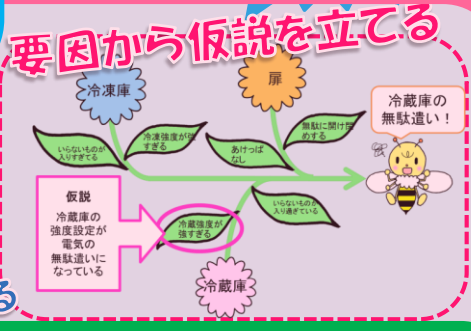 要因から仮説を立てる
冷凍庫
扉
冷蔵庫の
無駄遣い！
いらないものが
入りすぎてる
冷凍強度が強
すぎる
あけっぱ
なし
無駄に開け閉
めする
仮説
冷蔵庫の
強度設定が
電気の
無駄遣いに
なっている
冷蔵強度が
強すぎる
いらないものが
入り過ぎている
冷蔵庫
る